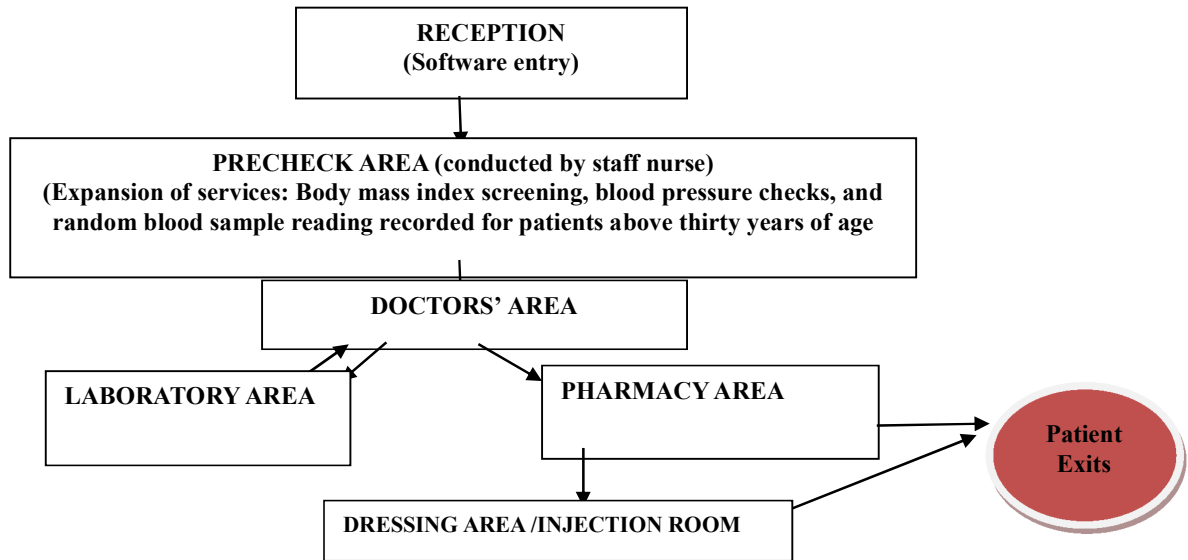 RECEPTION
(Software entry)
PRECHECK AREA (conducted by staff nurse)
(Expansion of services: Body mass index screening, blood pressure checks, and
random blood sample reading recorded for patients above thirty years of age
DOCTORS’ AREA
LABORATORY AREA
PHARMACY AREA
Patient
Exits
DRESSING AREA /INJECTION ROOM